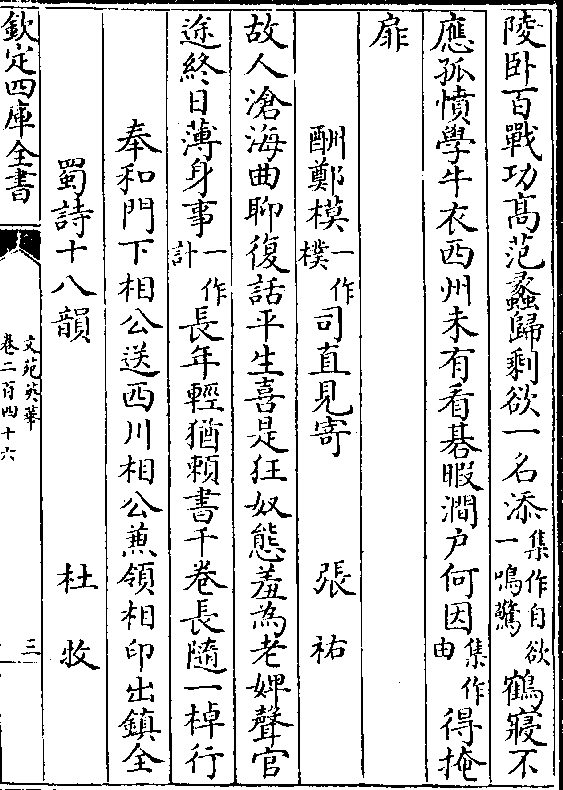 陵卧百戰功髙范蠡歸剩欲一名添集作自欲一鳴驚鶴寢不
應孤憤學牛衣西州未有看碁暇澗户何因集作由得掩
扉
酬鄭模一作樸司直見寄 張祐
故人滄海曲聊復話平生喜是狂奴態羞為老婢聲官
途終日薄身事一作計長年輕猶賴書千卷長隨一棹行
奉和門下相公送西川相公兼領相印出鎮全
蜀詩十八韻 杜牧
欽定四庫全書
文苑英華
卷二百四十六
三